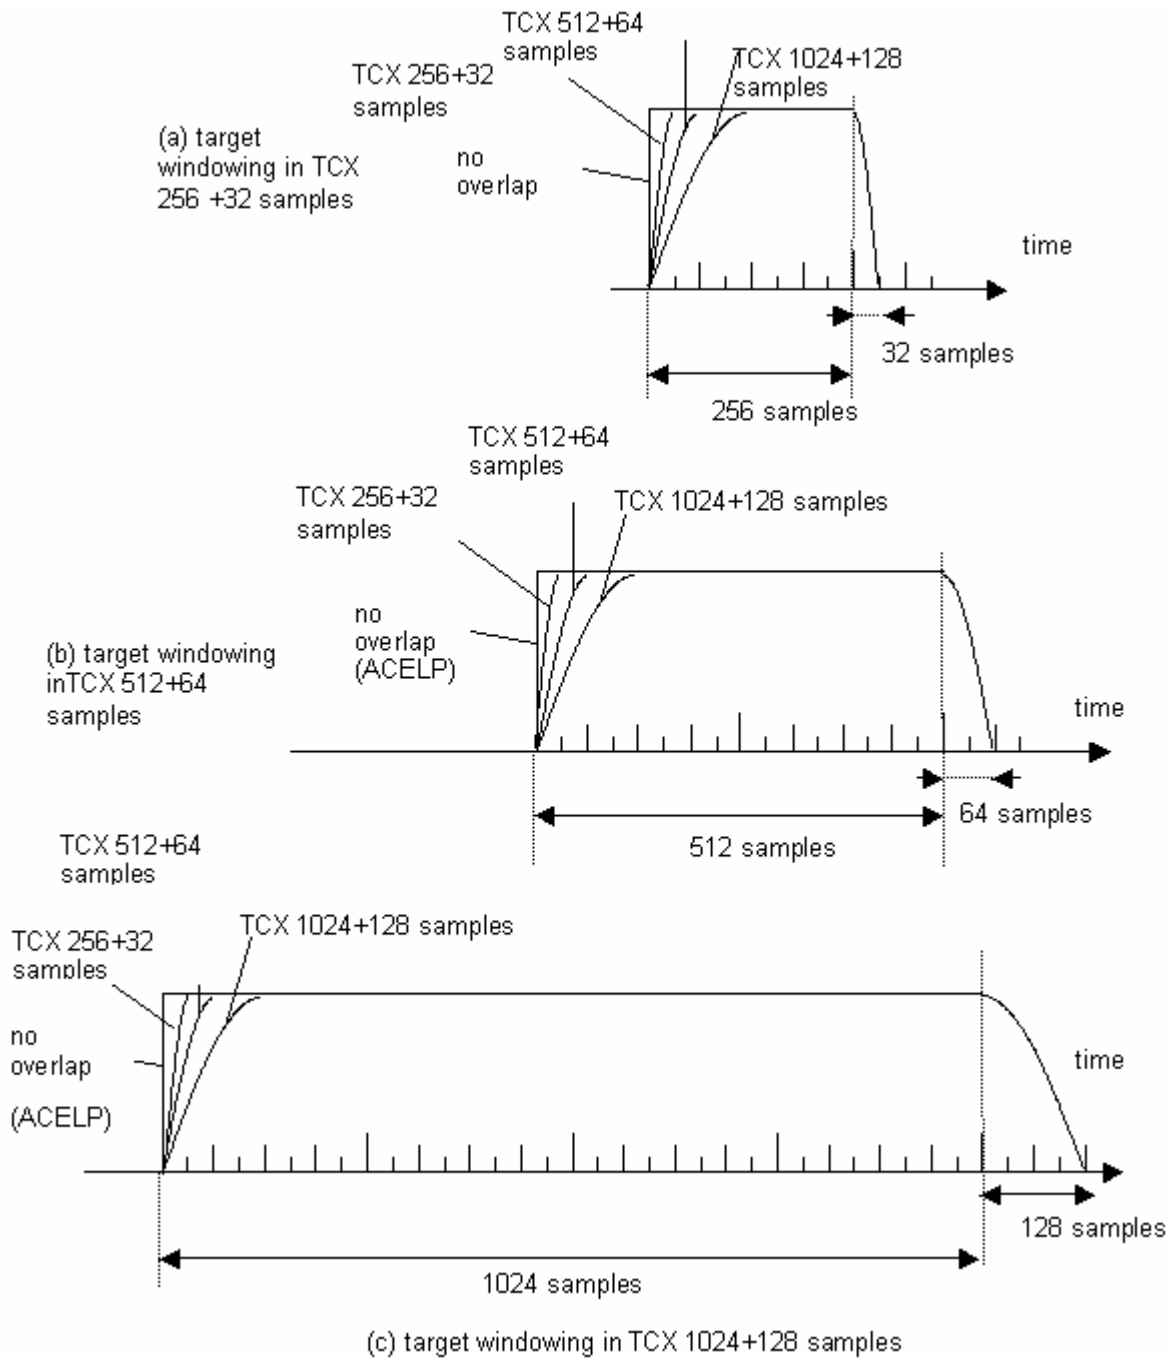 TCX 512+64
samples
TCX 1024+128
samples
TCX 256+32
samples
(a) target
windowing in TCX
256 +32 samples
no
overlap
time
32 samples
256 samples
TCX 512+64
samples
TCX 256+32
samples
TCX 1024+128 samples
no
overlap
(ACELP)
(b) target windowing
inTCX 512+64
samples
time
64 samples
512 samples
TCX 512+64
samples
TCX 1024+128 samples
TCX 256+32
samples
no
overlap
(ACELP)
time
128 samples
1024 samples
(c) target windowing in TCX 1024+128 samples